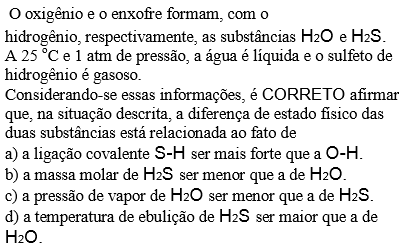 O oxigênio e o enxofre formam, com o
hidrogênio, respectivamente, as substâncias H2O e H2S.
A 25 °C e 1 atm de pressão, a água é líquida e o sulfeto de
hidrogênio é gasoso.
Considerando-se essas informações, é CORRETO afirmar
que, na situação descrita, a diferença de estado físico das
duas substâncias está relacionada ao fato de
a) a ligação covalente S-H ser mais forte que a O-H.
b) a massa molar de H2S ser menor que a de H2O.
c) a pressão de vapor de H2O ser menor que a de H2S.
d) a temperatura de ebulição de H2S ser maior que a de
H2O.